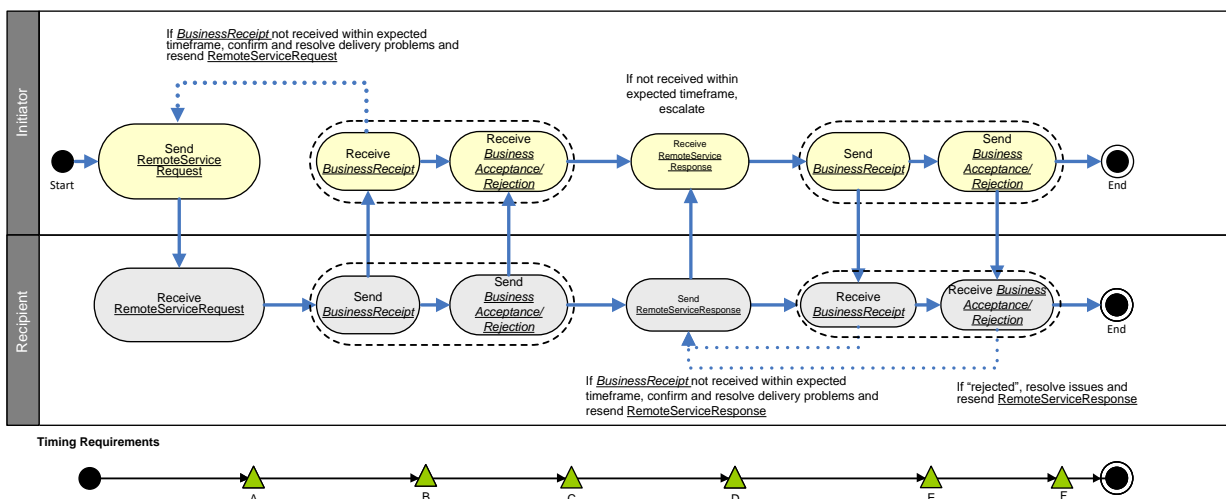 If BusinessReceipt not received within expected
timeframe, confirm and resolve delivery problems and
resend RemoteServiceRequest
If not received within
expected timeframe,
escalate
Initiator
Start
Send
RemoteService
Request
Receive
BusinessReceipt
Receive
Business
Acceptance/
Rejection
Receive
RemoteService
Response
Send
BusinessReceipt
Send
Business
Acceptance/
Rejection
End
Recipient
Receive
RemoteServiceRequest
Send
BusinessReceipt
Send
Business
Acceptance/
Rejection
Send
RemoteServiceResponse
Receive
BusinessReceipt
Receive Business
Acceptance/
Rejection
End
If BusinessReceipt not received within expected
timeframe, confirm and resolve delivery problems and
resend RemoteServiceResponse
If “rejected”, resolve issues and
resend RemoteServiceResponse
Timing Requirements
A
B
C
D